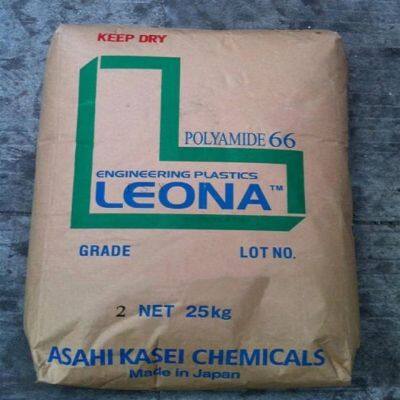 KEEP DRY
POLYAMIDE 66
ENGINEERING PLASTICS
LEONA™
GRADE LOT NO.
2 NET 25kg
ASAHI KASEI CHEMICALS
Made in Japan